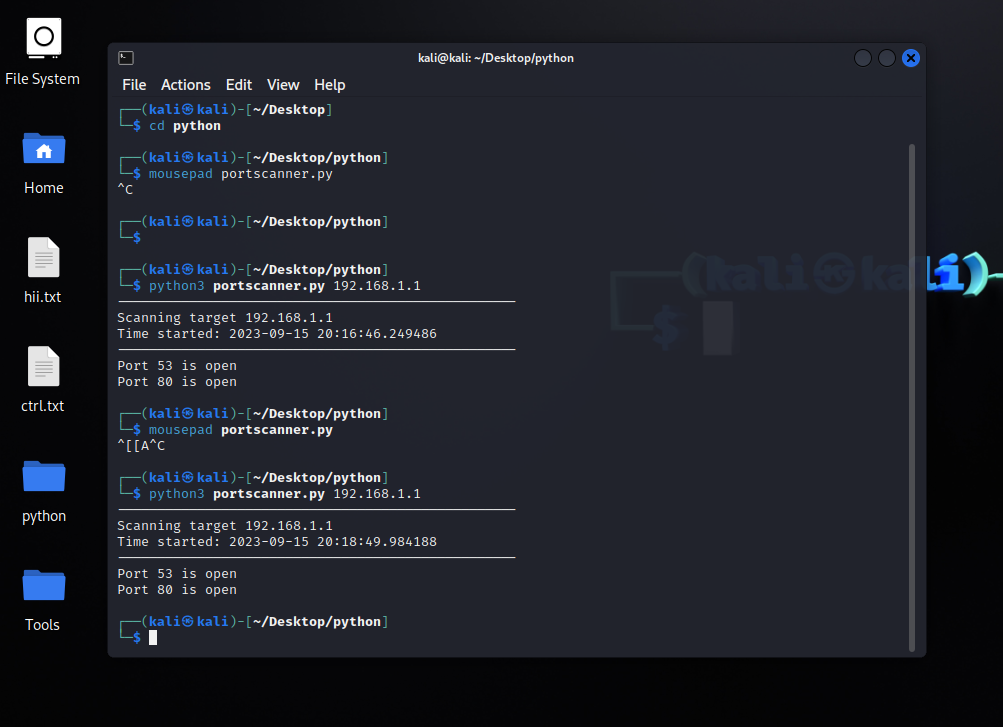 File System
Home
hii.txt
ctrl.txt
python
Tools
kali@kali: ~/Desktop/python
File Actions Edit View Help
┌──(kali㉿kali)-[~/Desktop]
└─$ cd python
┌──(kali㉿kali)-[~/Desktop/python]
└─$ mousepad portscanner.py
^C
┌──(kali㉿kali)-[~/Desktop/python]
└─$
┌──(kali㉿kali)-[~/Desktop/python]
└─$ python3 portscanner.py 192.168.1.1
--------------------------------------------------
Scanning target 192.168.1.1
Time started: 2023-09-15 20:16:46.249486
--------------------------------------------------
Port 53 is open
Port 80 is open
┌──(kali㉿kali)-[~/Desktop/python]
└─$ mousepad portscanner.py
^[[A^C
┌──(kali㉿kali)-[~/Desktop/python]
└─$ python3 portscanner.py 192.168.1.1
--------------------------------------------------
Scanning target 192.168.1.1
Time started: 2023-09-15 20:18:49.984188
--------------------------------------------------
Port 53 is open
Port 80 is open
┌──(kali㉿kali)-[~/Desktop/python]
└─$
(kali㉿kali)-
$